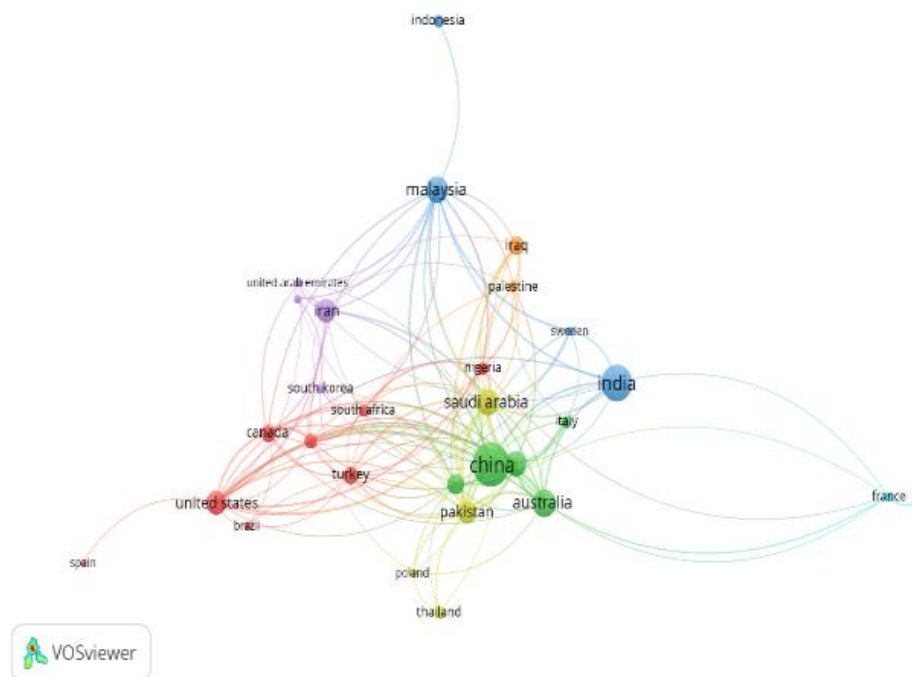 indonesia
malaysia
iraq
united arab emirates
palestine
iran
sweden
nigeria
india
south korea
saudi arabia
south africa
italy
canada
china
turkey
united states
australia
france
pakistan
brazil
spain
poland
thailand
VOSviewer